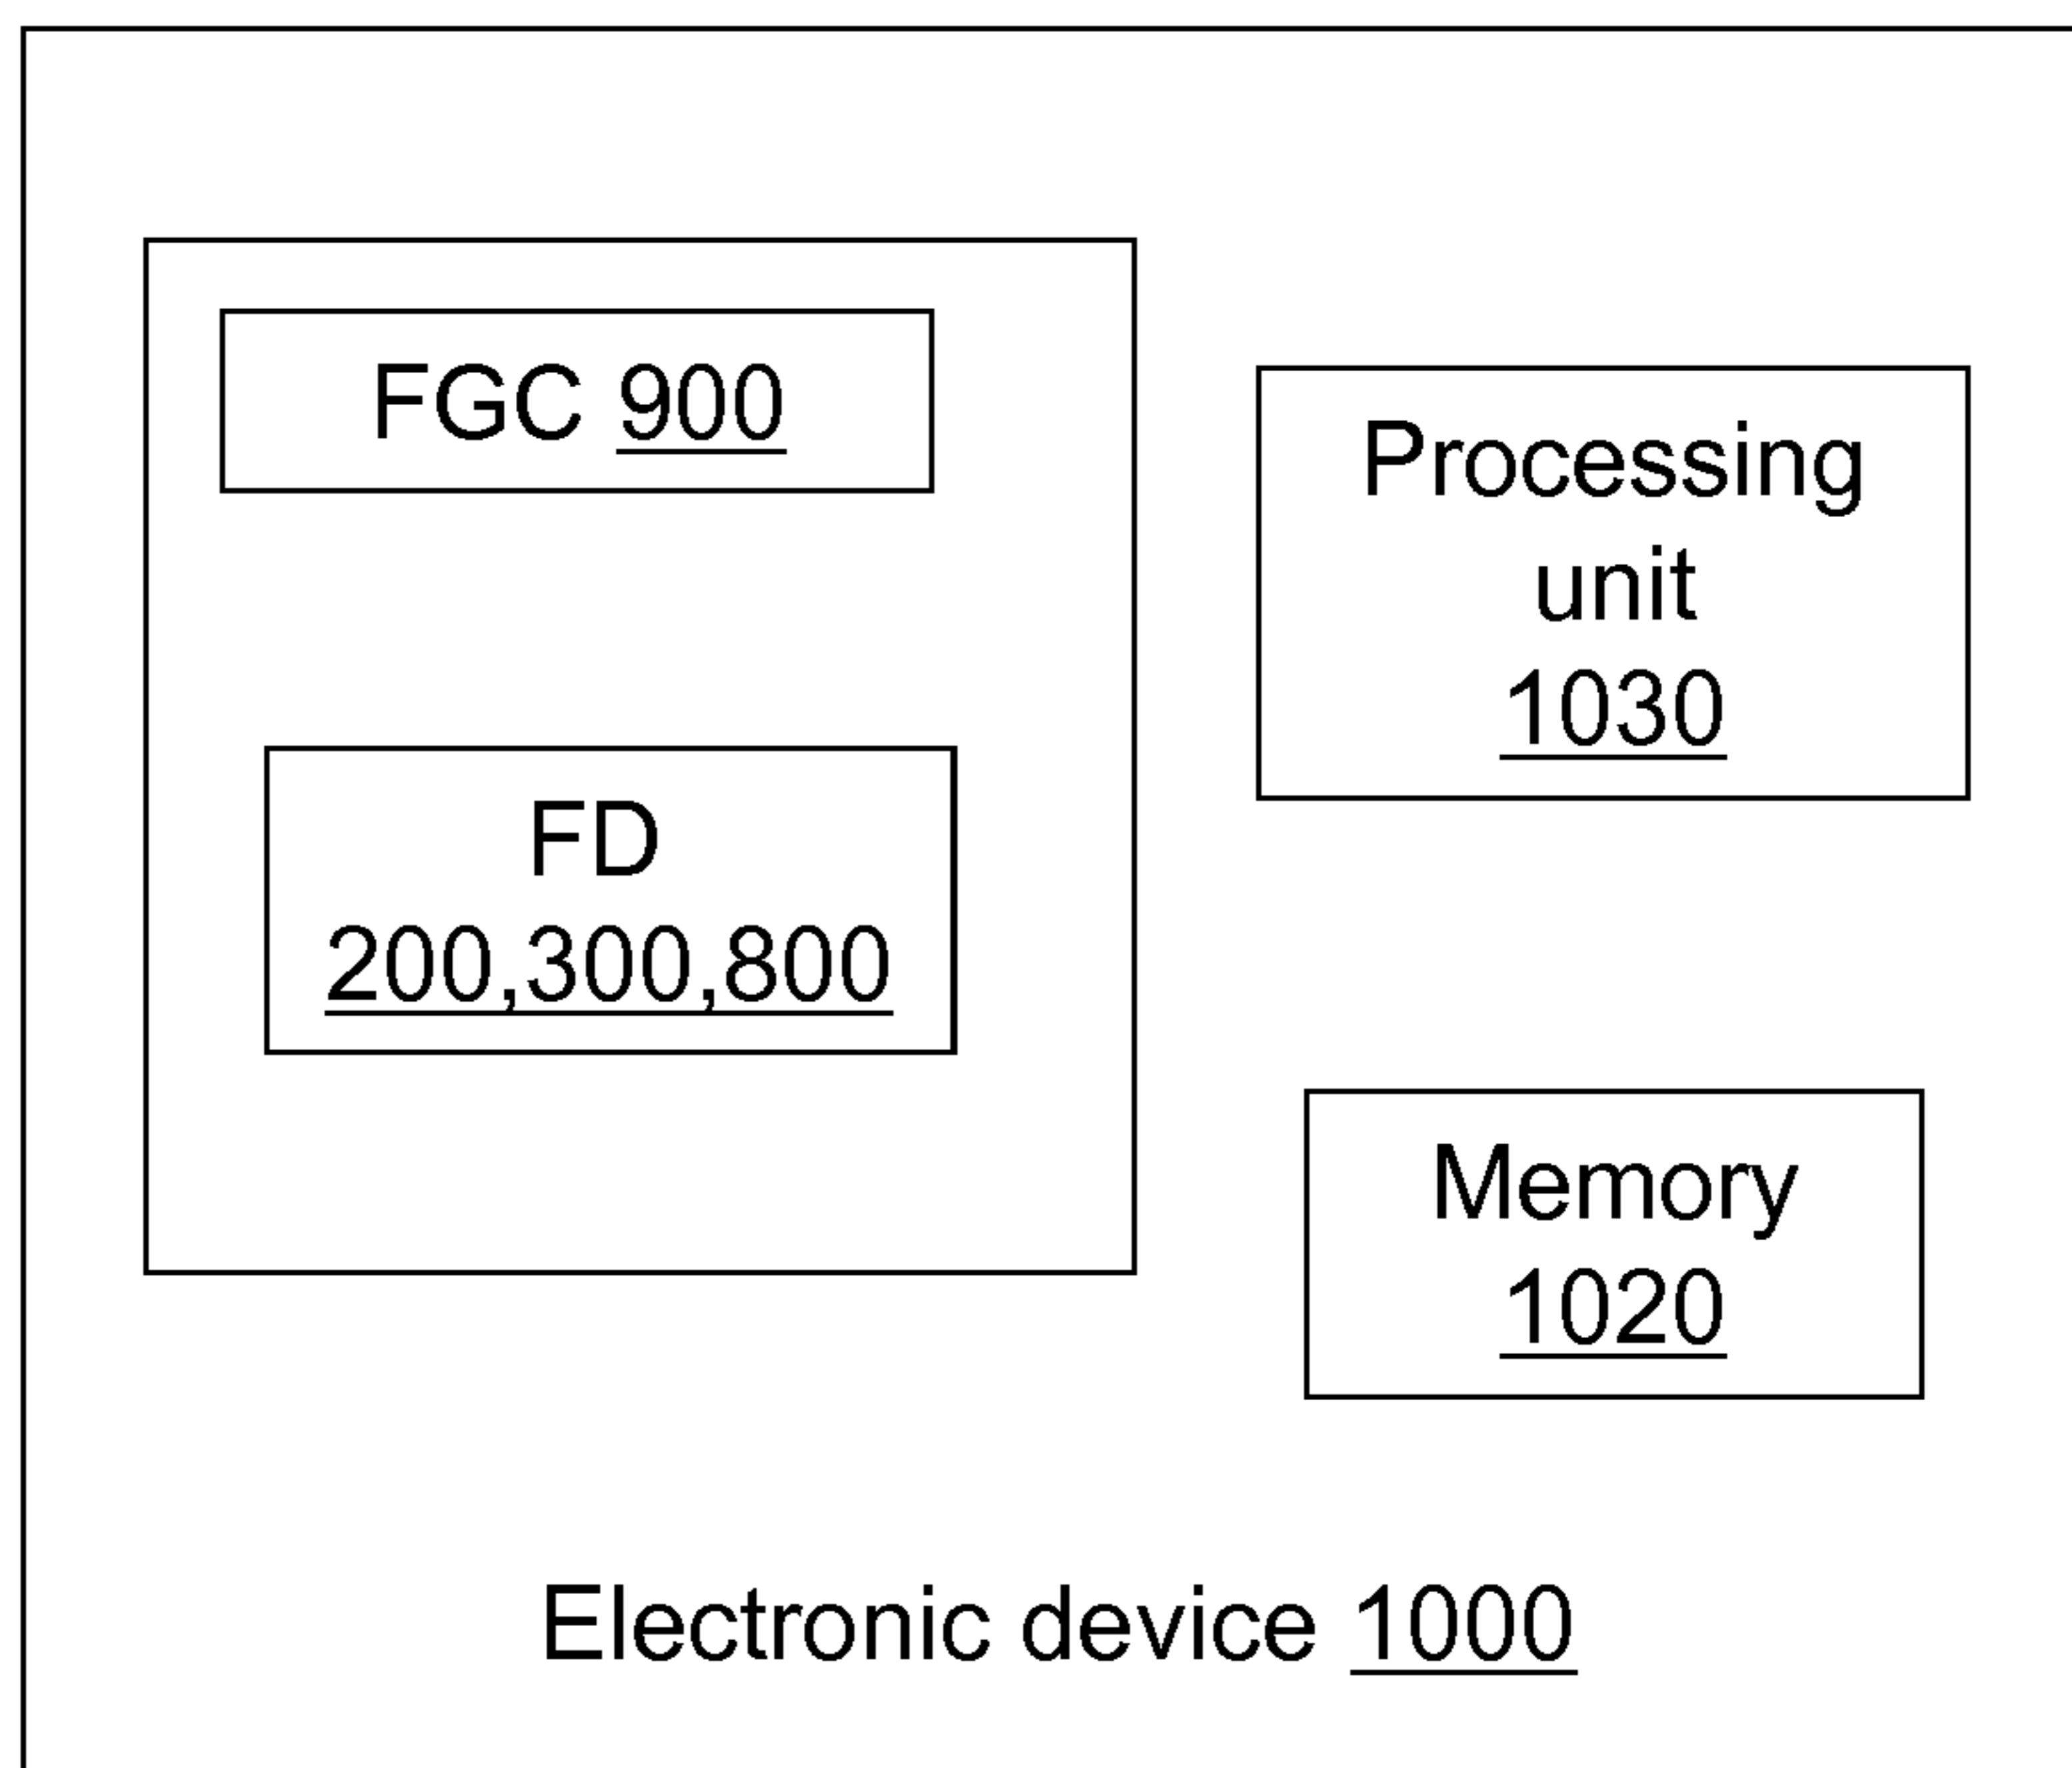 FGC 900
FD
200,300,800
Processing
unit
1030
Memory
1020
Electronic device 1000